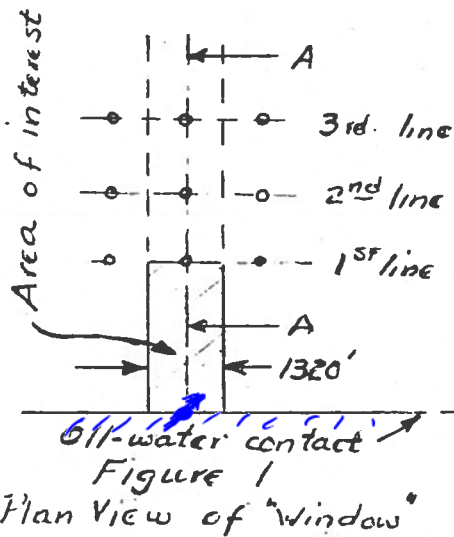 Area of interest
A
3rd. line
2nd line
1ST line
A
1320'
Oil-water contact
Figure 1
Plan View of "Window"